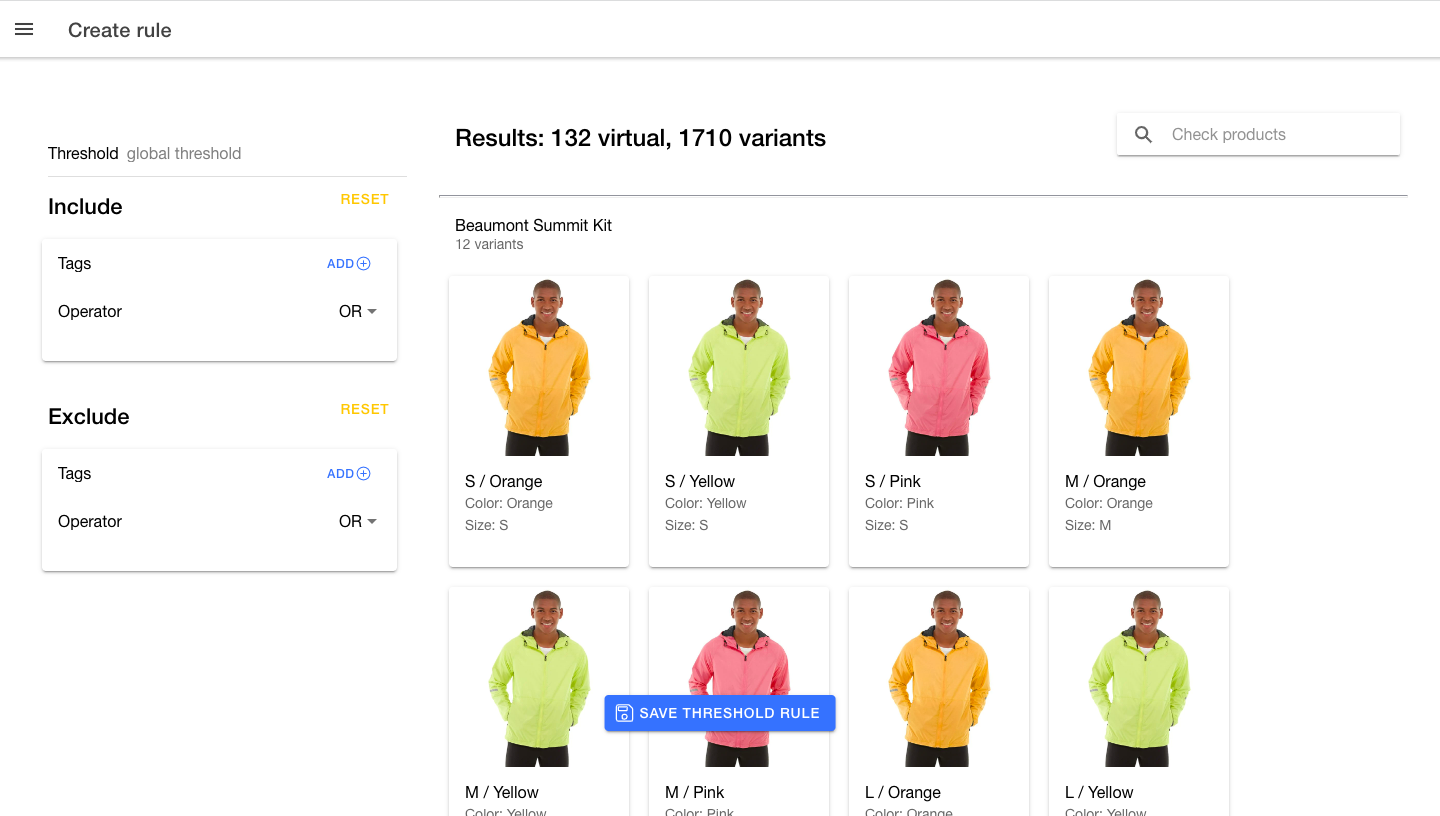 Create rule
Threshold global threshold
Include
RESET
Tags
ADD
Operator
OR
Exclude
RESET
Tags
ADD
Operator
OR
Results: 132 virtual, 1710 variants
Check products
Beaumont Summit Kit
12 variants
S / Orange
Color: Orange
Size: S
S / Yellow
Color: Yellow
Size: S
S / Pink
Color: Pink
Size: S
M / Orange
Color: Orange
Size: M
M / Yellow
Color: Yellow
M / Pink
Color: Pink
L / Orange
Color: Orange
L / Yellow
Color: Yellow
SAVE THRESHOLD RULE